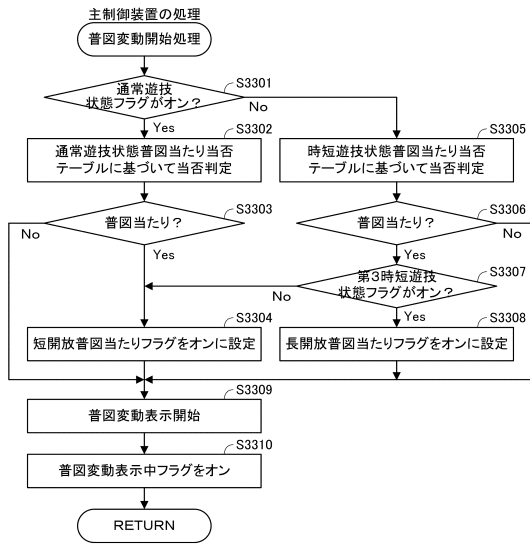 主制御装置の処理
普図変動開始処理
S3301
通常遊技
状態フラグがオン？
No
Yes
S3302
通常遊技状態普図当たり当否
テーブルに基づいて当否判定
S3305
時短遊技状態普図当たり当否
テーブルに基づいて当否判定
S3303
普図当たり？
No
Yes
S3306
普図当たり？
No
Yes
S3307
第3時短遊技
状態フラグがオン？
No
Yes
S3304
短開放普図当たりフラグをオンに設定
S3308
長開放普図当たりフラグをオンに設定
S3309
普図変動表示開始
S3310
普図変動表示中フラグをオン
RETURN